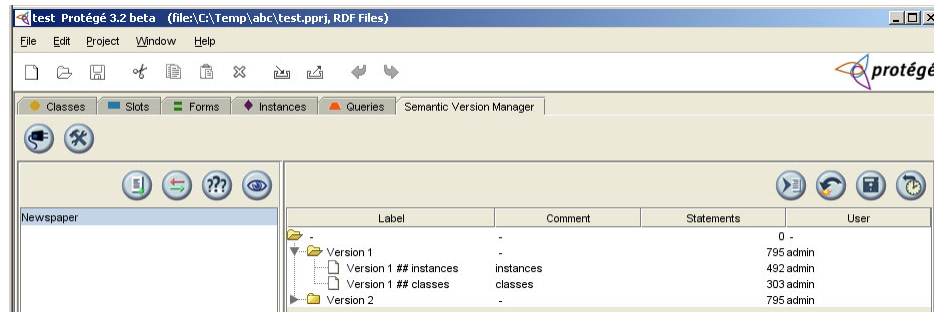 test Protégé 3.2 beta (file:\C:\Temp\abc\test.pprj, RDF Files)
File Edit Project Window Help
protégé
Classes Slots Forms Instances Queries Semantic Version Manager
???
Newspaper
Label Comment Statements User
- - 0 -
Version 1 - 795 admin
Version 1 ## instances instances 492 admin
Version 1 ## classes classes 303 admin
Version 2 - 795 admin